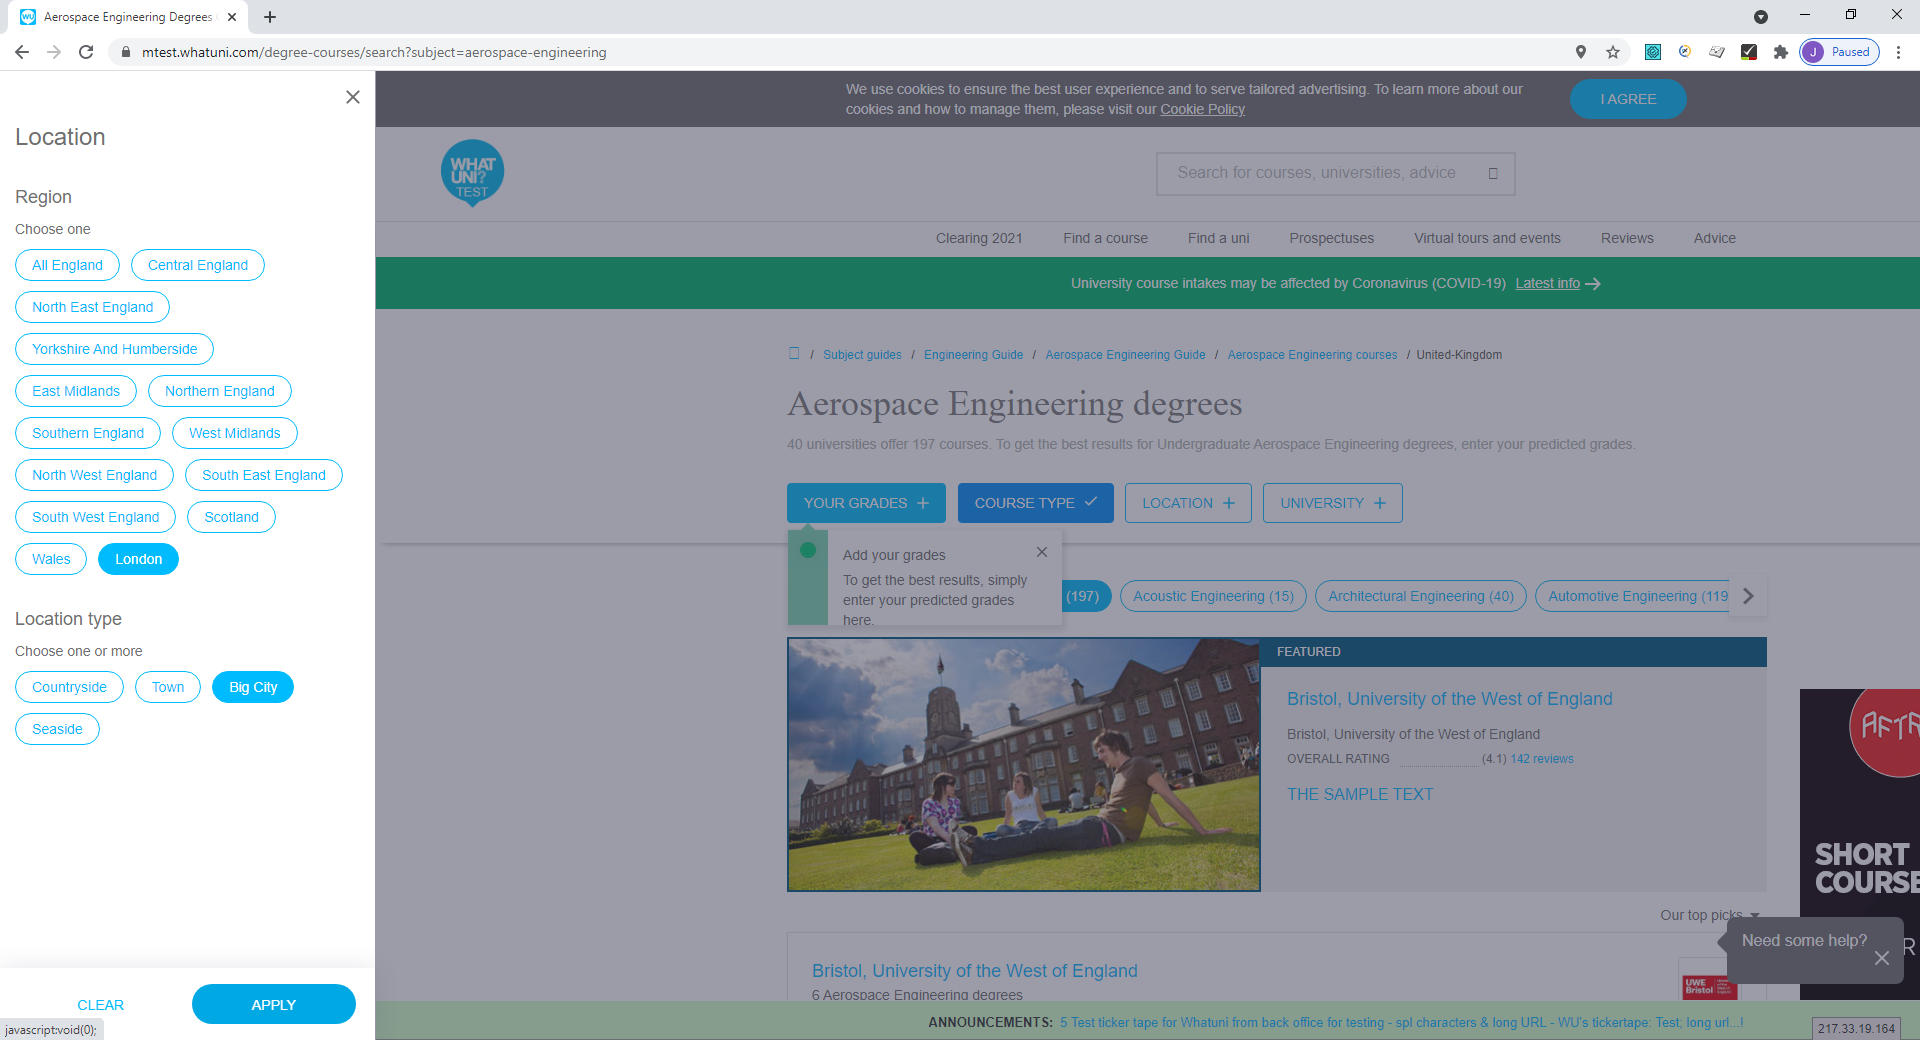 Aerospace Engineering Degrees
mtest.whatuni.com/degree-courses/search?subject=aerospace-engineering
J Paused
Location
Region
Choose one
All England Central England
North East England
Yorkshire And Humberside
East Midlands Northern England
Southern England West Midlands
North West England South East England
South West England Scotland
Wales London
Location type
Choose one or more
Countryside Town Big City
Seaside
CLEAR APPLY
javascript:void(0);
We use cookies to ensure the best user experience and to serve tailored advertising. To learn more about our
cookies and how to manage them, please visit our Cookie Policy
I AGREE
WHAT
UNI?
TEST
Search for courses, universities, advice
Clearing 2021 Find a course Find a uni Prospectuses Virtual tours and events Reviews Advice
University course intakes may be affected by Coronavirus (COVID-19) Latest info
/ Subject guides / Engineering Guide / Aerospace Engineering Guide / Aerospace Engineering courses / United-Kingdom
Aerospace Engineering degrees
40 universities offer 197 courses. To get the best results for Undergraduate Aerospace Engineering degrees, enter your predicted grades.
YOUR GRADES COURSE TYPE LOCATION UNIVERSITY
Add your grades
To get the best results, simply
enter your predicted grades
here.
(197) Acoustic Engineering (15) Architectural Engineering (40) Automotive Engineering (119
FEATURED
Bristol, University of the West of England
Bristol, University of the West of England
OVERALL RATING (4.1) 142 reviews
THE SAMPLE TEXT
Our top picks
Bristol, University of the West of England
6 Aerospace Engineering degrees
UWE
Bristol
AFTR
SHORT
COURSE
R
Need some help?
ANNOUNCEMENTS: 5 Test ticker tape for Whatuni from back office for testing - spl characters & long URL - WU's tickertape: Test; long url...!
217.33.19.164